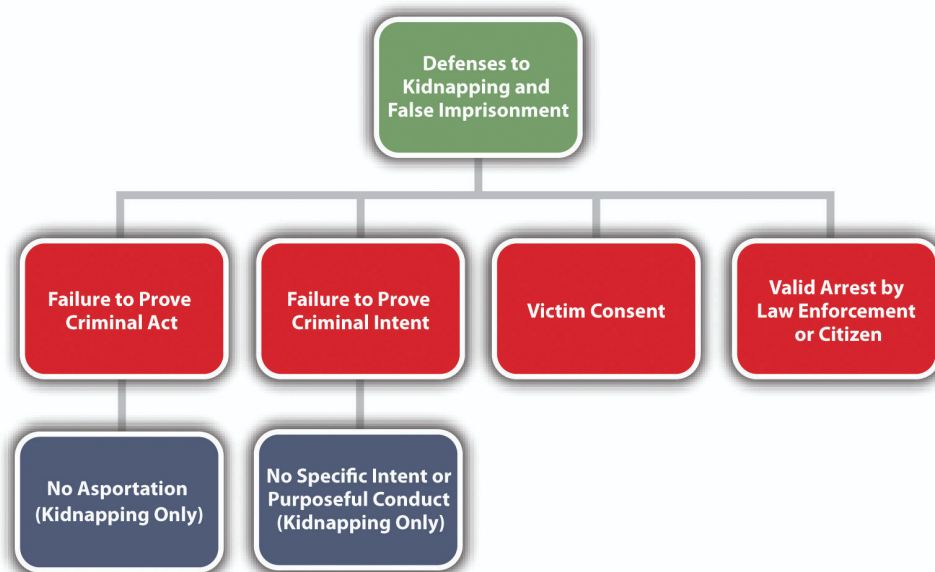 Defenses to
Kidnapping and
False Imprisonment
Failure to Prove
Criminal Act
Failure to Prove
Criminal Intent
Victim Consent
Valid Arrest by
Law Enforcement
or Citizen
No Asportation
(Kidnapping Only)
No Specific Intent or
Purposeful Conduct
(Kidnapping Only)